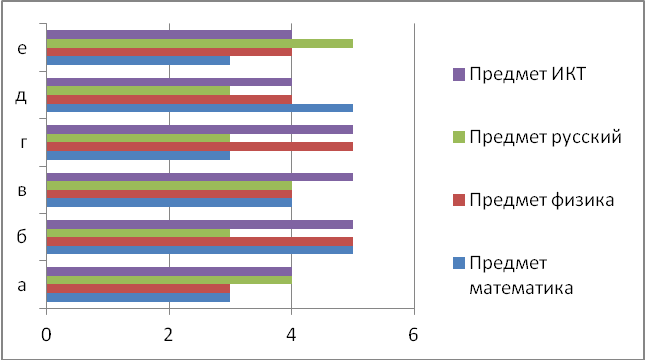 е
д
г
в
б
а
0 2 4 6
Предмет ИКТ
Предмет русский
Предмет физика
Предмет
математика